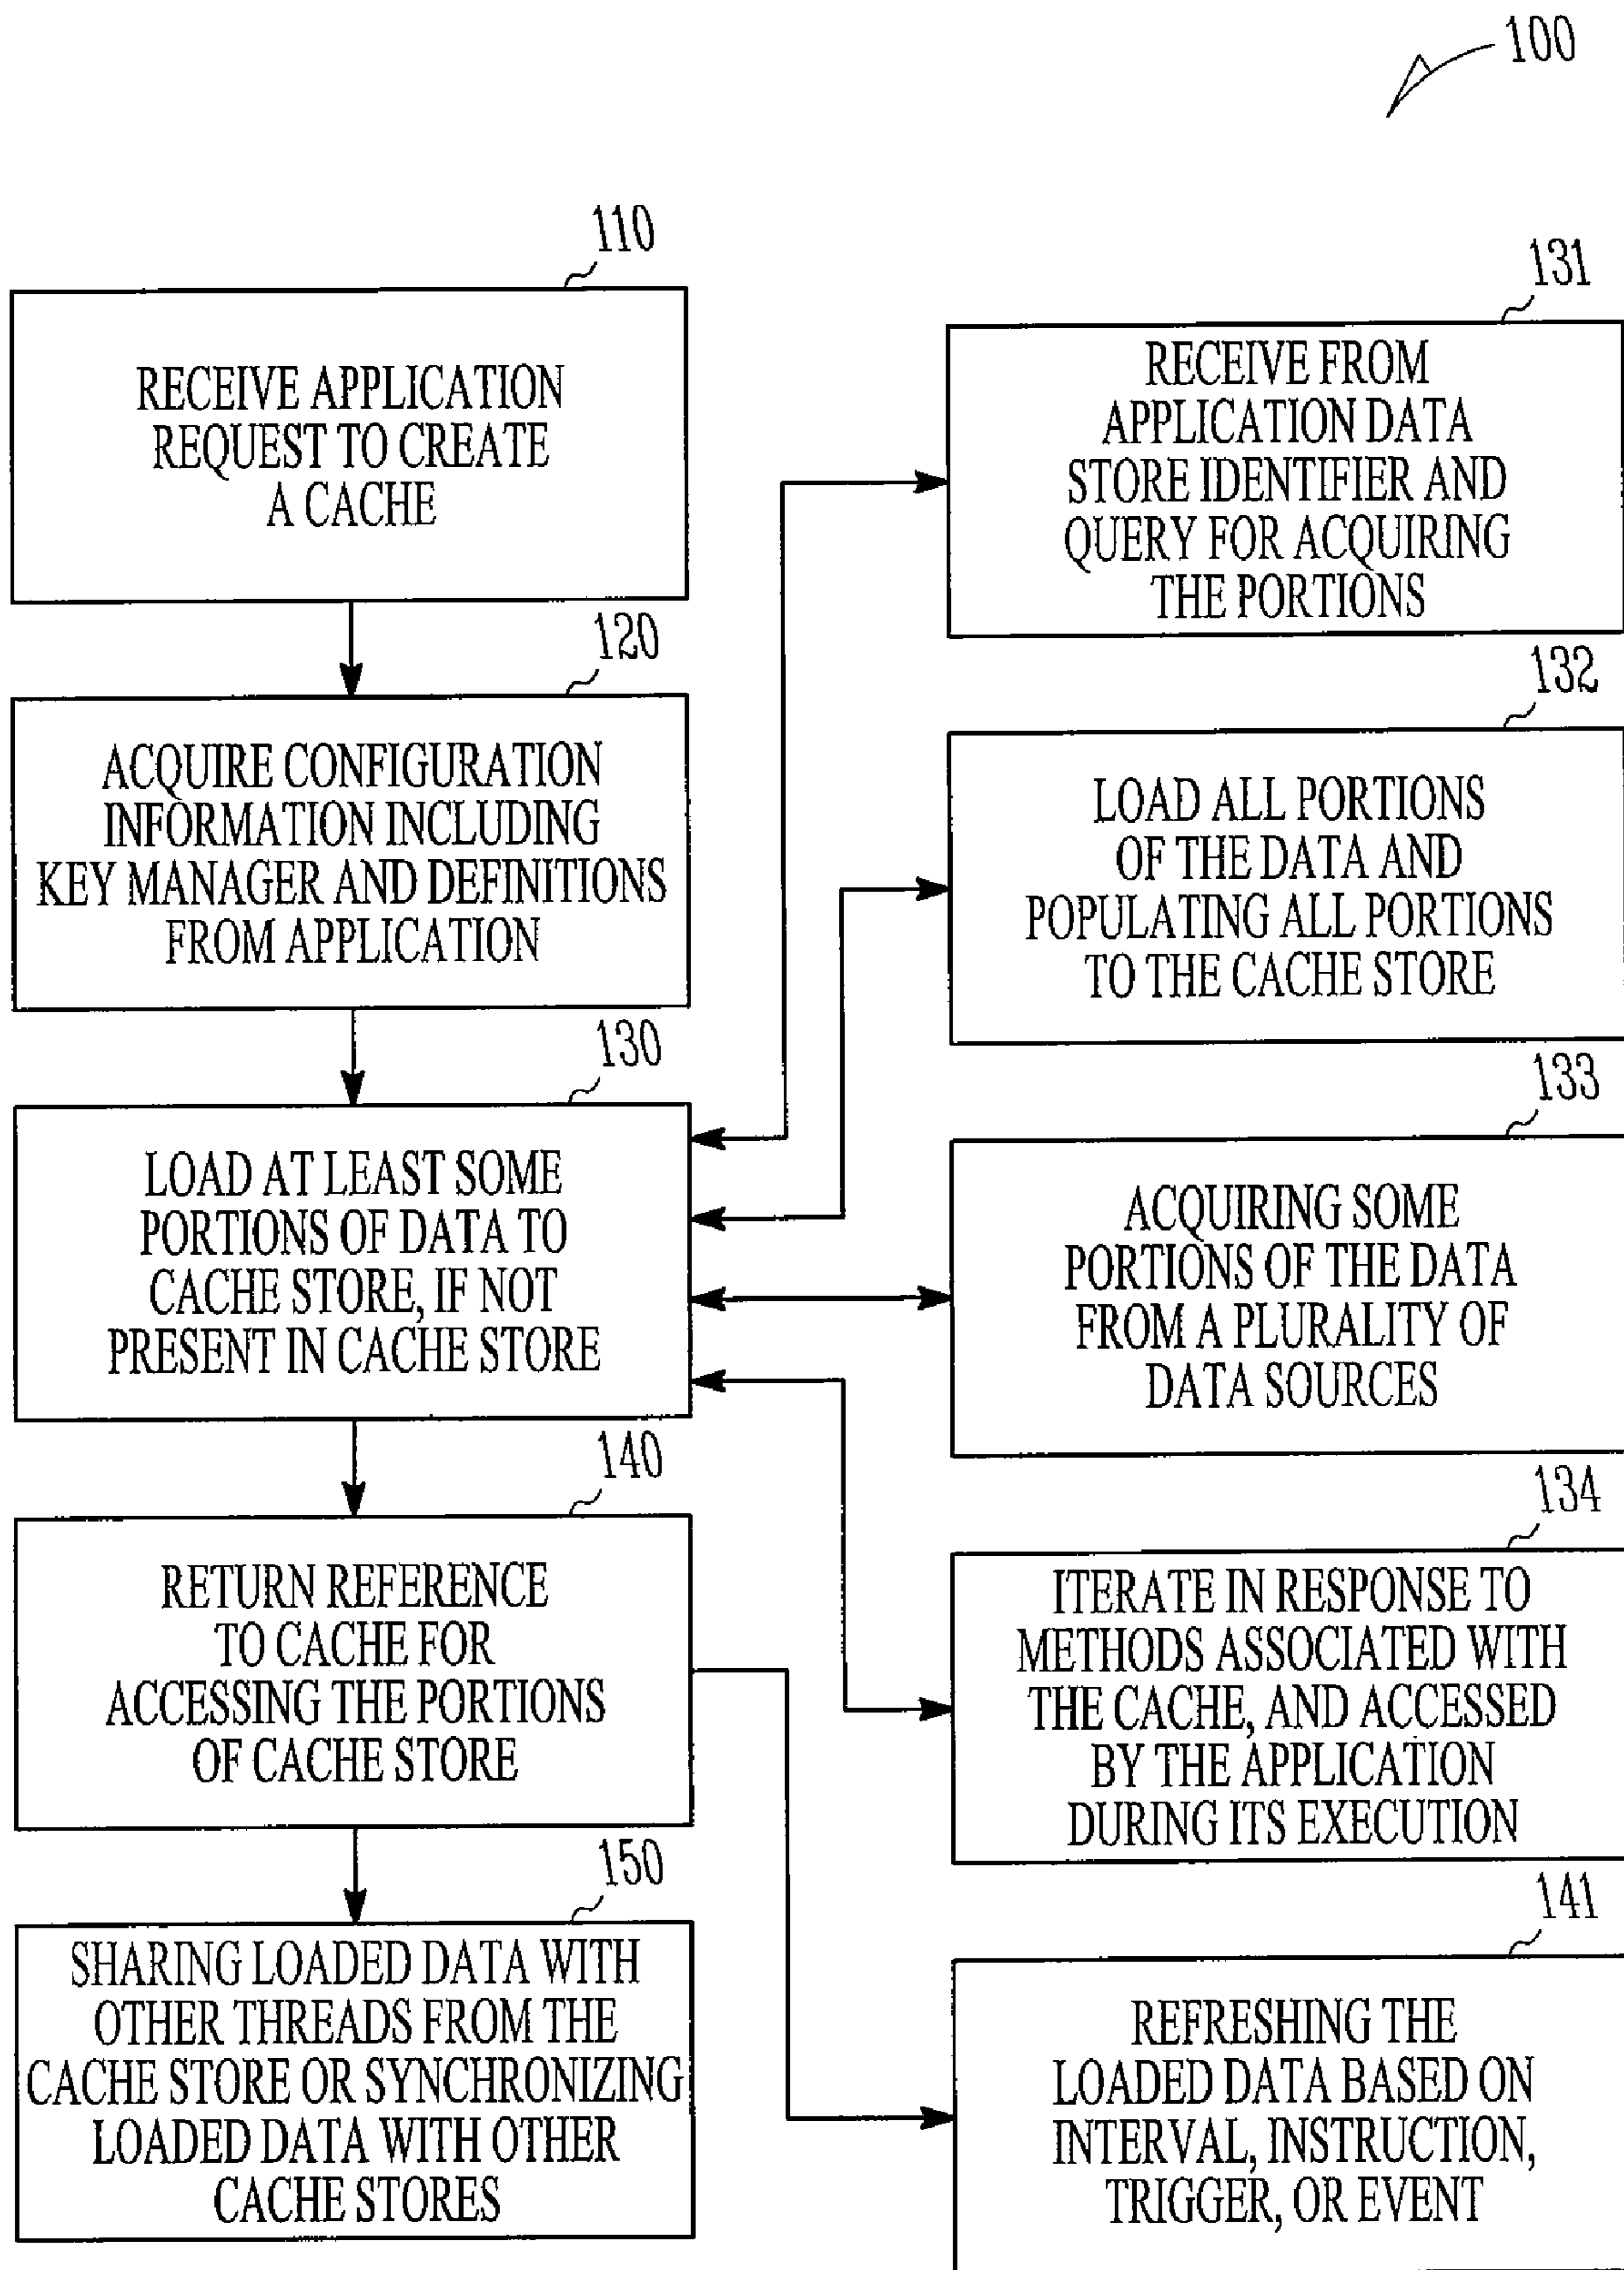 100
110
RECEIVE APPLICATION
REQUEST TO CREATE
A CACHE
120
ACQUIRE CONFIGURATION
INFORMATION INCLUDING
KEY MANAGER AND DEFINITIONS
FROM APPLICATION
130
LOAD AT LEAST SOME
PORTIONS OF DATA TO
CACHE STORE, IF NOT
PRESENT IN CACHE STORE
140
RETURN REFERENCE
TO CACHE FOR
ACCESSING THE PORTIONS
OF CACHE STORE
150
SHARING LOADED DATA WITH
OTHER THREADS FROM THE
CACHE STORE OR SYNCHRONIZING
LOADED DATA WITH OTHER
CACHE STORES
131
RECEIVE FROM
APPLICATION DATA
STORE IDENTIFIER AND
QUERY FOR ACQUIRING
THE PORTIONS
132
LOAD ALL PORTIONS
OF THE DATA AND
POPULATING ALL PORTIONS
TO THE CACHE STORE
133
ACQUIRING SOME
PORTIONS OF THE DATA
FROM A PLURALITY OF
DATA SOURCES
134
ITERATE IN RESPONSE TO
METHODS ASSOCIATED WITH
THE CACHE, AND ACCESSED
BY THE APPLICATION
DURING ITS EXECUTION
141
REFRESHING THE
LOADED DATA BASED ON
INTERVAL, INSTRUCTION,
TRIGGER, OR EVENT